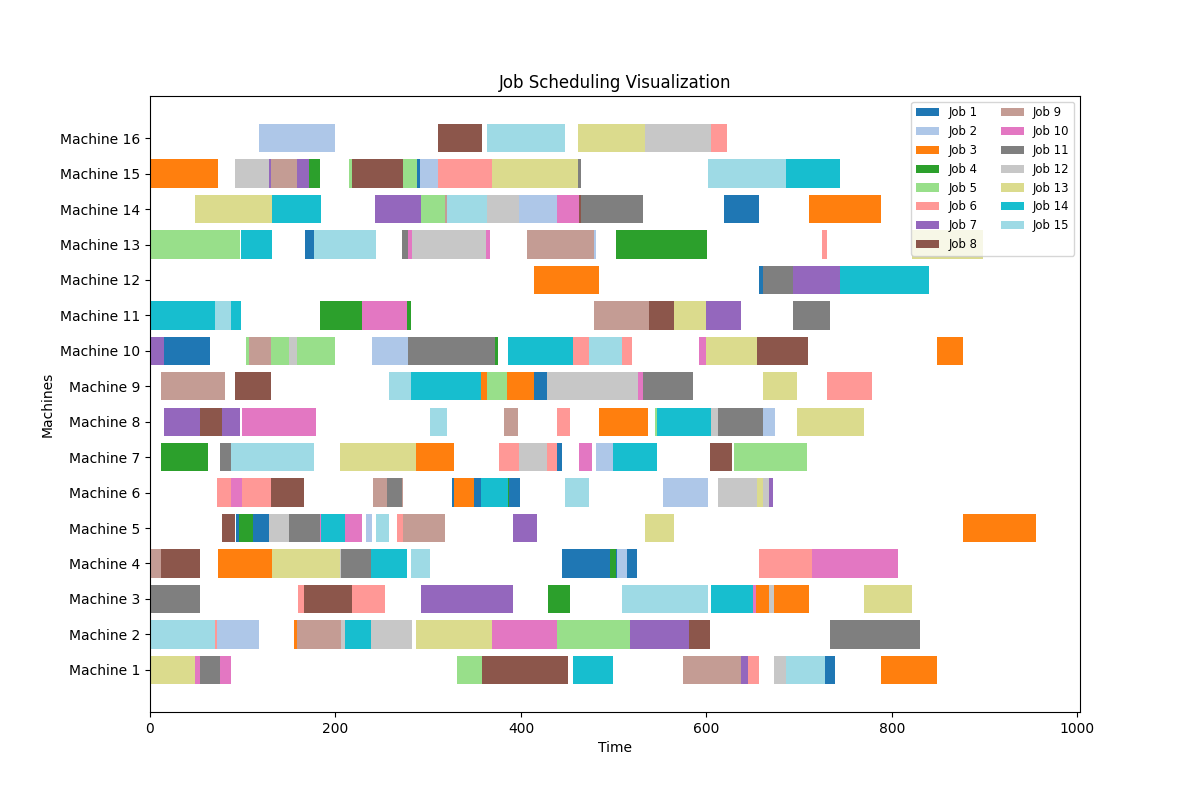 Job Scheduling Visualization
Machine 16
Machine 15
Machine 14
Machine 13
Machine 12
Machine 11
Machine 10
Machine 9
Machine 8
Machine 7
Machine 6
Machine 5
Machine 4
Machine 3
Machine 2
Machine 1
Machines
0 200 400 600 800 1000
Time
Job 1 Job 9
Job 2 Job 10
Job 3 Job 11
Job 4 Job 12
Job 5 Job 13
Job 6 Job 14
Job 7 Job 15
Job 8